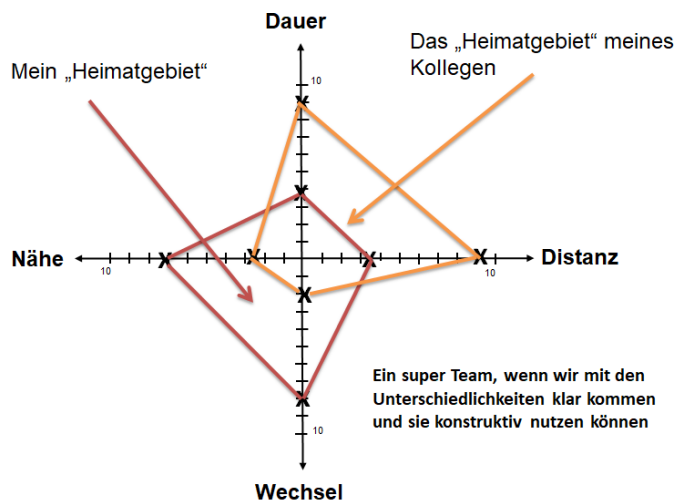 Dauer
Das „Heimatgebiet“ meines
Kollegen
Mein „Heimatgebiet“
10
X
X
Nähe
X
X
X
X
Distanz
10
10
X
X
Ein super Team, wenn wir mit den
Unterschiedlichkeiten klar kommen
und sie konstruktiv nutzen können
10
Wechsel